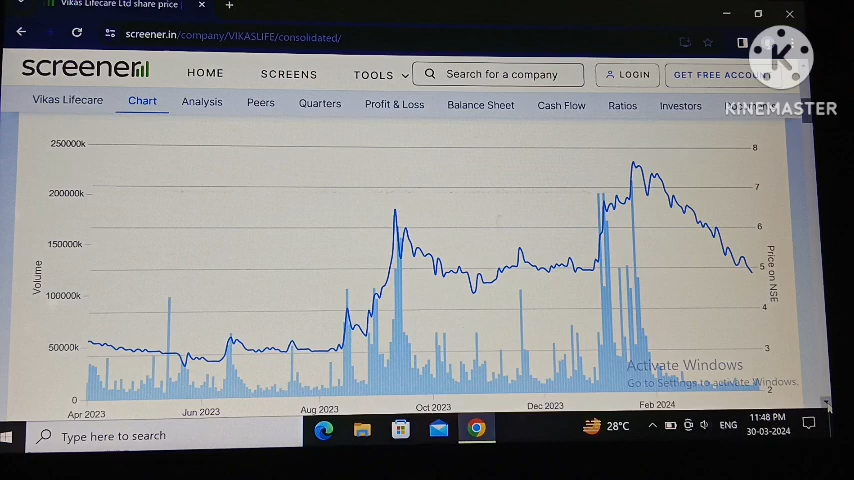 Vikas Lifecare Ltd share price
screener.in/company/VIKASLIFE/consolidated/
screener
HOME
SCREENS
TOOLS
Search for a company
LOGIN
GET FREE ACCOUNT
KINEMASTER
Vikas Lifecare
Chart
Analysis
Peers
Quarters
Profit & Loss
Balance Sheet
Cash Flow
Ratios
Investors
250000k
200000k
150000k
100000k
50000k
0
Volume
8
7
6
5
4
3
2
Price on NSE
Apr 2023
Jun 2023
Aug 2023
Oct 2023
Dec 2023
Feb 2024
Activate Windows
Go to Settings to activate Windows.
Type here to search
28°C
ENG
11:48 PM
30-03-2024